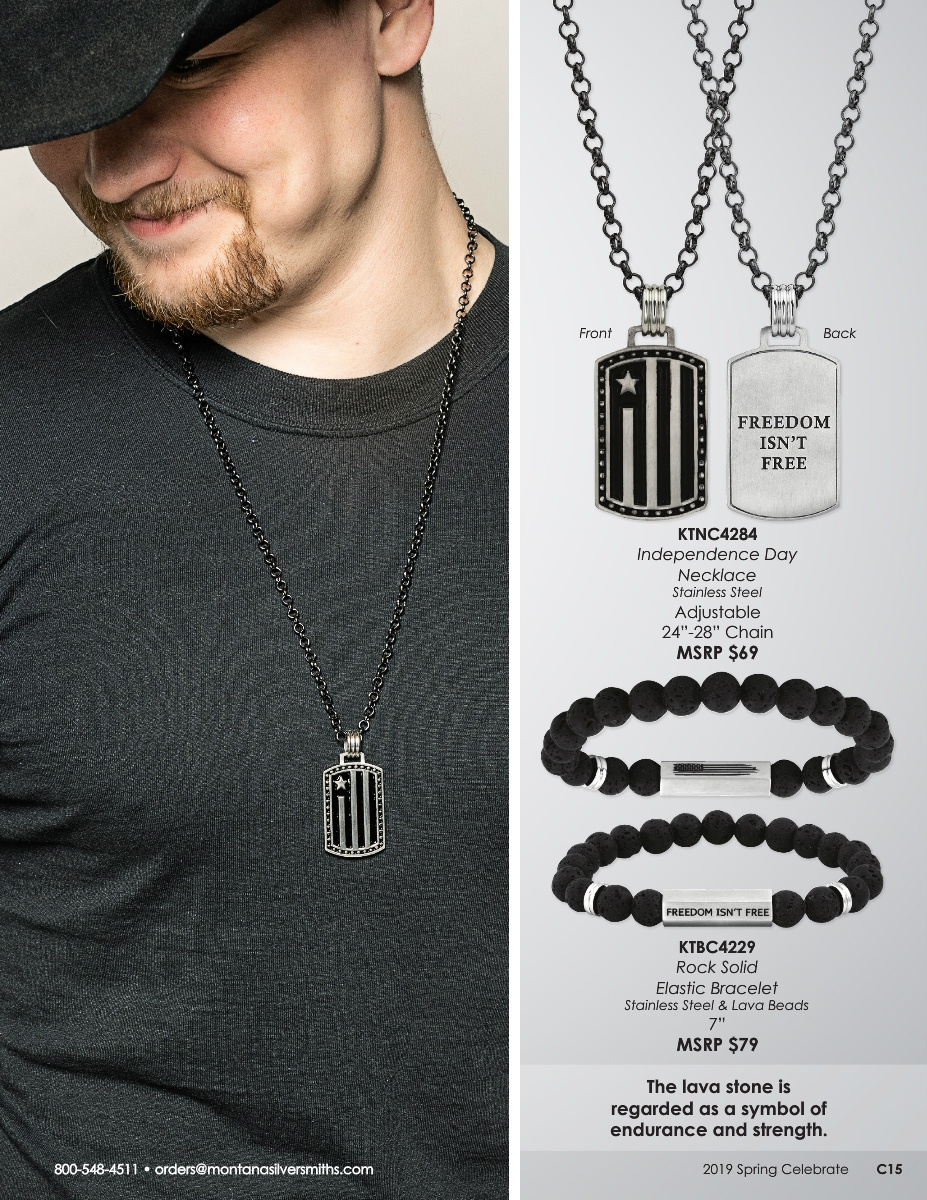 Front
Back
FREEDOM
ISN'T
FREE
KTNC4284
Independence Day
Necklace
Stainless Steel
Adjustable
24”-28” Chain
MSRP $69
FREEDOM ISN'T FREE
KTBC4229
Rock Solid
Elastic Bracelet
Stainless Steel & Lava Beads
7”
MSRP $79
The lava stone is
regarded as a symbol of
endurance and strength.
800-548-4511 • orders@montanasilversmiths.com
2019 Spring Celebrate C15